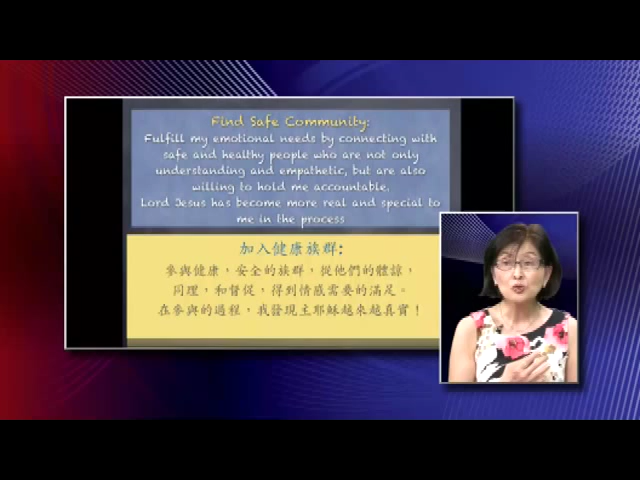 Find Safe Community:
Fulfill my emotional needs by connecting with
safe and healthy people who are not only
understanding and empathetic, but are also
willing to hold me accountable.
Lord Jesus has become more real and special to
me in the process
加入健康族群:
參與健康，安全的族群，從他們的體諒，
同理，和督促，得到情感需要的滿足。
在參與的過程，我發現主耶穌越來越真實！